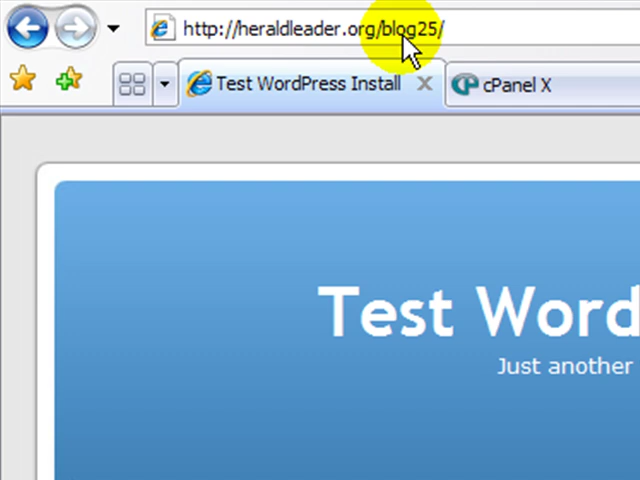 http://heraldleader.org/blog25/
Test WordPress Install
cPanel X
Test Word
Just another